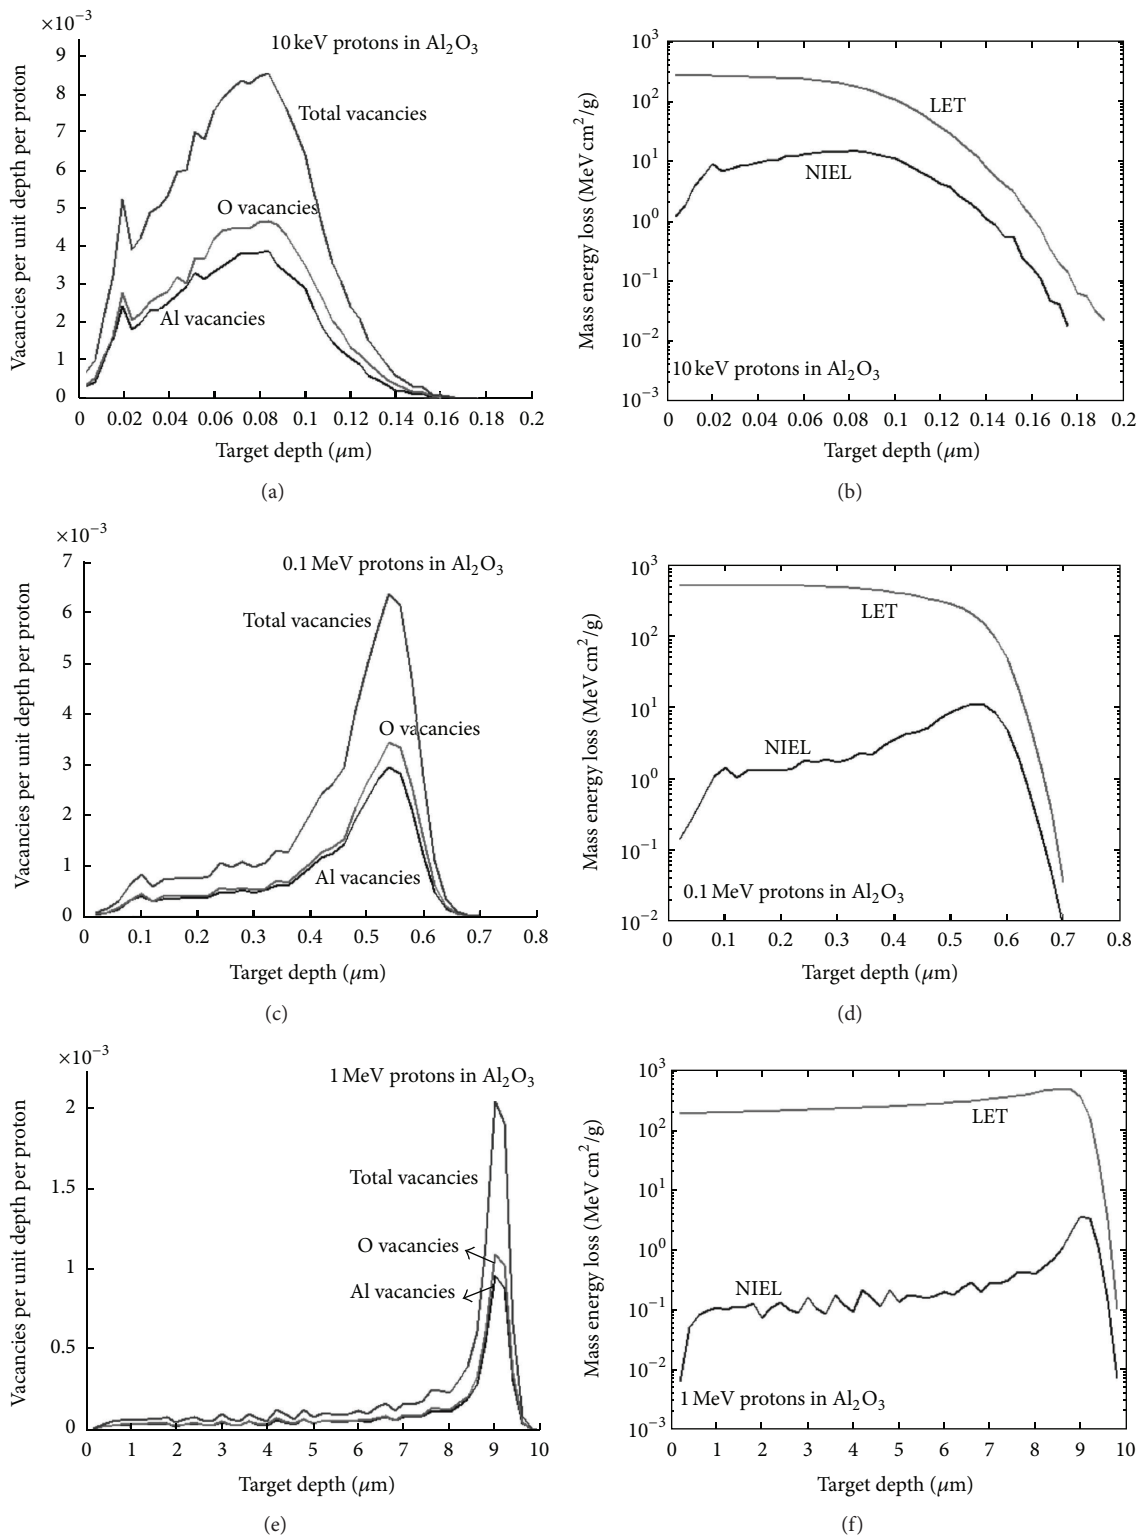 ×10⁻³
10 keV protons in Al₂O₃
9
8
7
6
5
4
3
2
1
0
Total vacancies
O vacancies
Al vacancies
Vacancies per unit depth per proton
0 0.02 0.04 0.06 0.08 0.1 0.12 0.14 0.16 0.18 0.2
Target depth (μm)
(a)
10³
10²
10¹
10⁰
10⁻¹
10⁻²
10⁻³
LET
NIEL
10 keV protons in Al₂O₃
Mass energy loss (MeV cm²/g)
0 0.02 0.04 0.06 0.08 0.1 0.12 0.14 0.16 0.18 0.2
Target depth (μm)
(b)
×10⁻³
0.1 MeV protons in Al₂O₃
7
6
5
4
3
2
1
0
Total vacancies
O vacancies
Al vacancies
Vacancies per unit depth per proton
0 0.1 0.2 0.3 0.4 0.5 0.6 0.7 0.8
Target depth (μm)
(c)
10³
10²
10¹
10⁰
10⁻¹
10⁻²
LET
NIEL
0.1 MeV protons in Al₂O₃
Mass energy loss (MeV cm²/g)
0 0.1 0.2 0.3 0.4 0.5 0.6 0.7 0.8
Target depth (μm)
(d)
×10⁻³
1 MeV protons in Al₂O₃
2
1.5
1
0.5
0
Total vacancies
O vacancies
Al vacancies
Vacancies per unit depth per proton
0 1 2 3 4 5 6 7 8 9 10
Target depth (μm)
(e)
10³
10²
10¹
10⁰
10⁻¹
10⁻²
10⁻³
LET
NIEL
1 MeV protons in Al₂O₃
Mass energy loss (MeV cm²/g)
0 1 2 3 4 5 6 7 8 9 10
Target depth (μm)
(f)